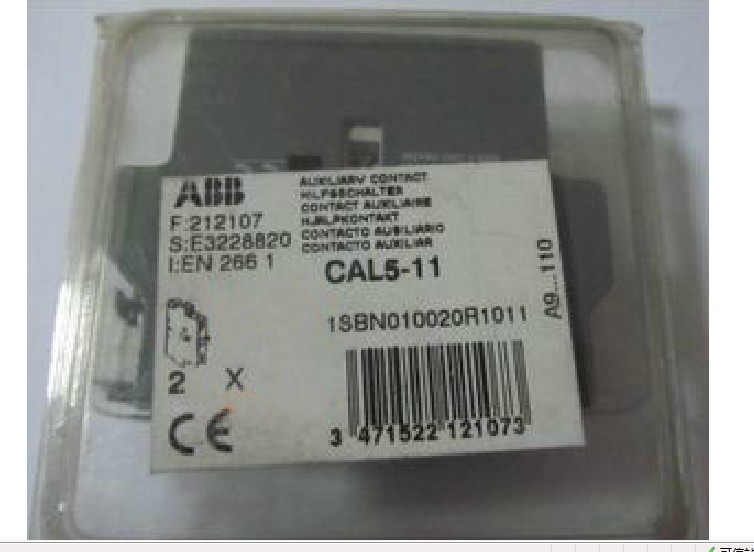 ABB
F:212107
S:E3228820
I:EN 266 1
AUXILIARY CONTACT
HILFSSCHALTER
CONTACT AUXILIAIRE
HJÄLPKONTAKT
CONTACTO AUSILIARIO
CONTACTO AUXILIAR
CAL5-11
1SBN010020R1011
A9...110
2 X
CE
3 471522 121073